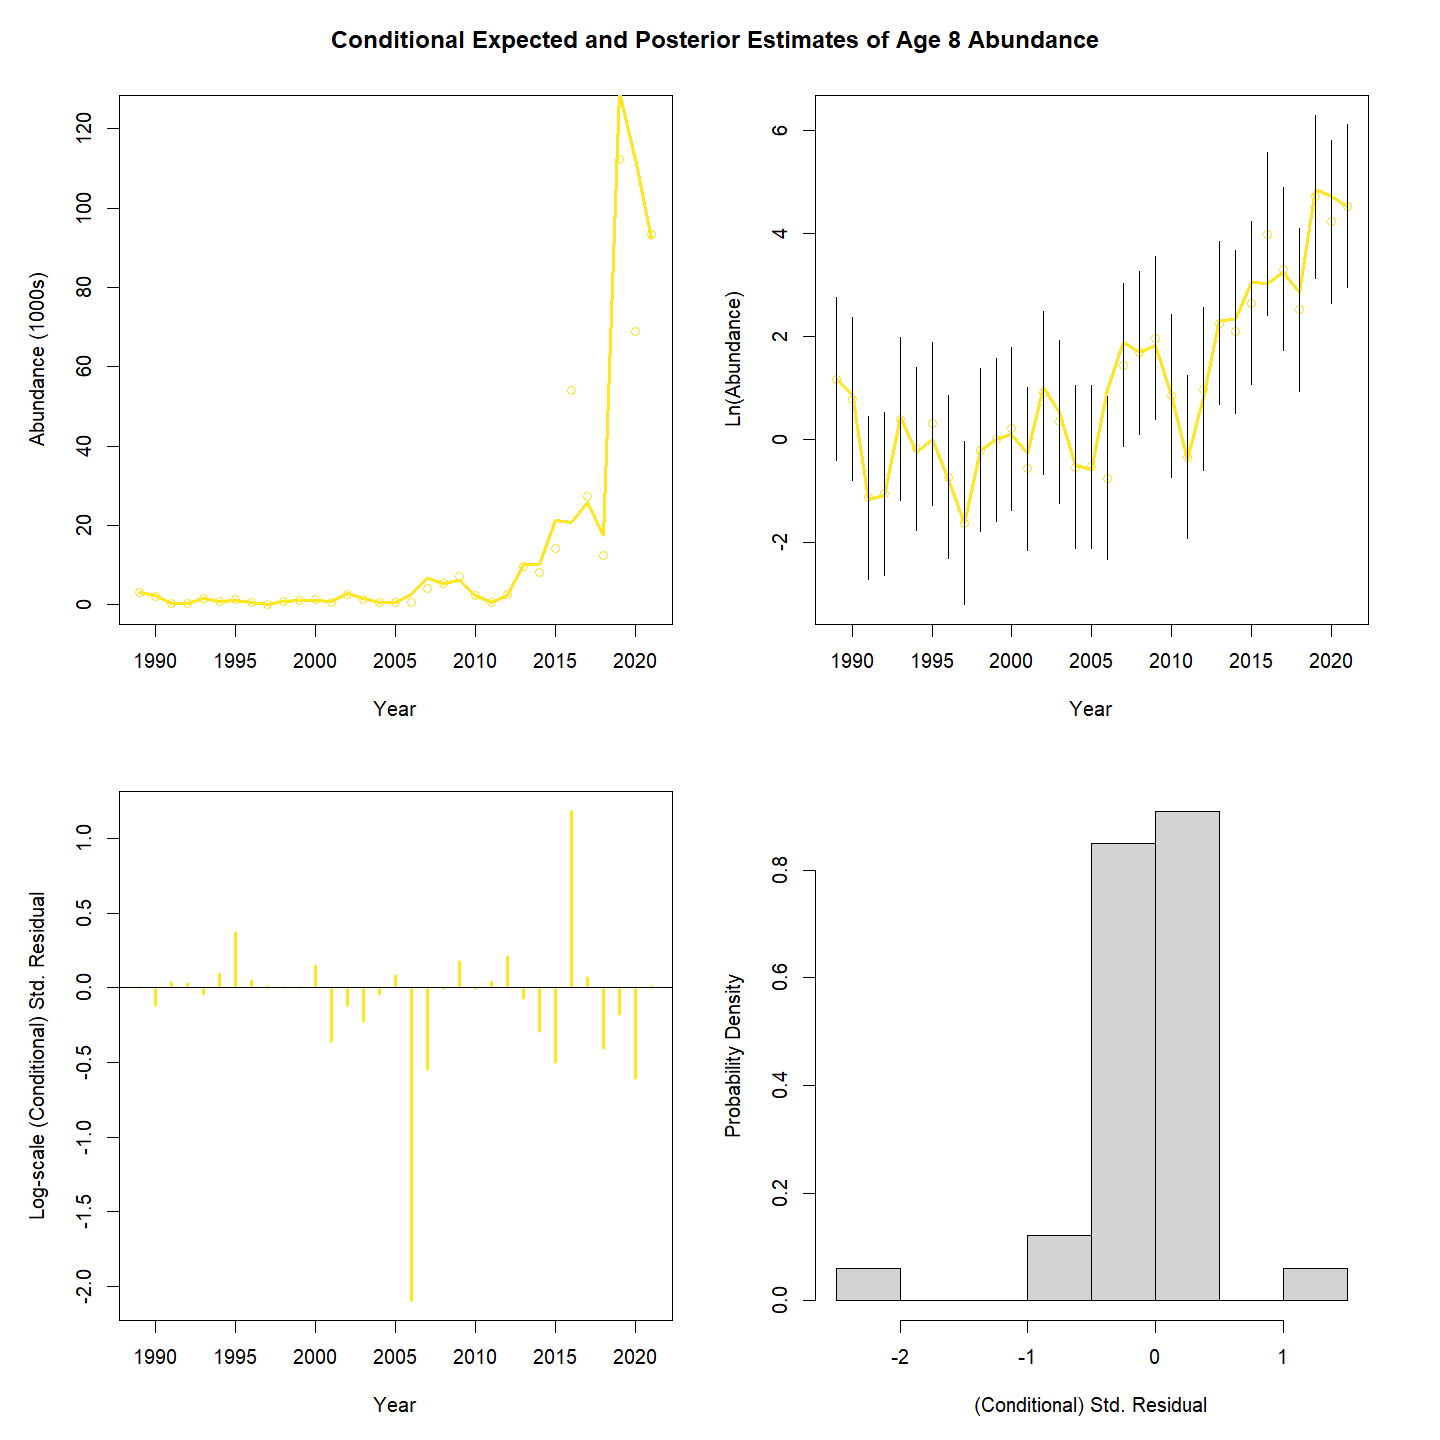 Conditional Expected and Posterior Estimates of Age 8 Abundance
Abundance (1000s)
0 20 40 60 80 100 120
1990 1995 2000 2005 2010 2015 2020
Year
Ln(Abundance)
-2 0 2 4 6
1990 1995 2000 2005 2010 2015 2020
Year
Log-scale (Conditional) Std. Residual
-2.0 -1.5 -1.0 -0.5 0.0 0.5 1.0
1990 1995 2000 2005 2010 2015 2020
Year
Probability Density
0.0 0.2 0.4 0.6 0.8
-2 -1 0 1
(Conditional) Std. Residual